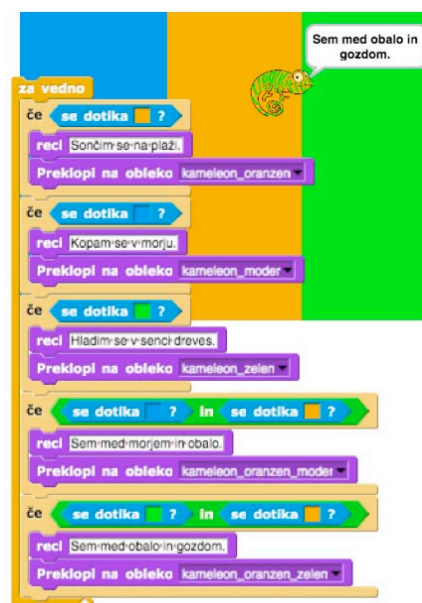 Sem med obalo in
gozdom.
za vedno
če se dotika ?
reci Sončim se na plaži.
Preklopi na obleko kameleon_oranzen
če se dotika ?
reci Kopam se v morju.
Preklopi na obleko kameleon_moder
če se dotika ?
reci Hladim se v senci dreves.
Preklopi na obleko kameleon_zelen
če se dotika ? in se dotika ?
reci Sem med morjem in obalo.
Preklopi na obleko kameleon_oranzen_moder
če se dotika ? in se dotika ?
reci Sem med obalo in gozdom.
Preklopi na obleko kameleon_oranzen_zelen